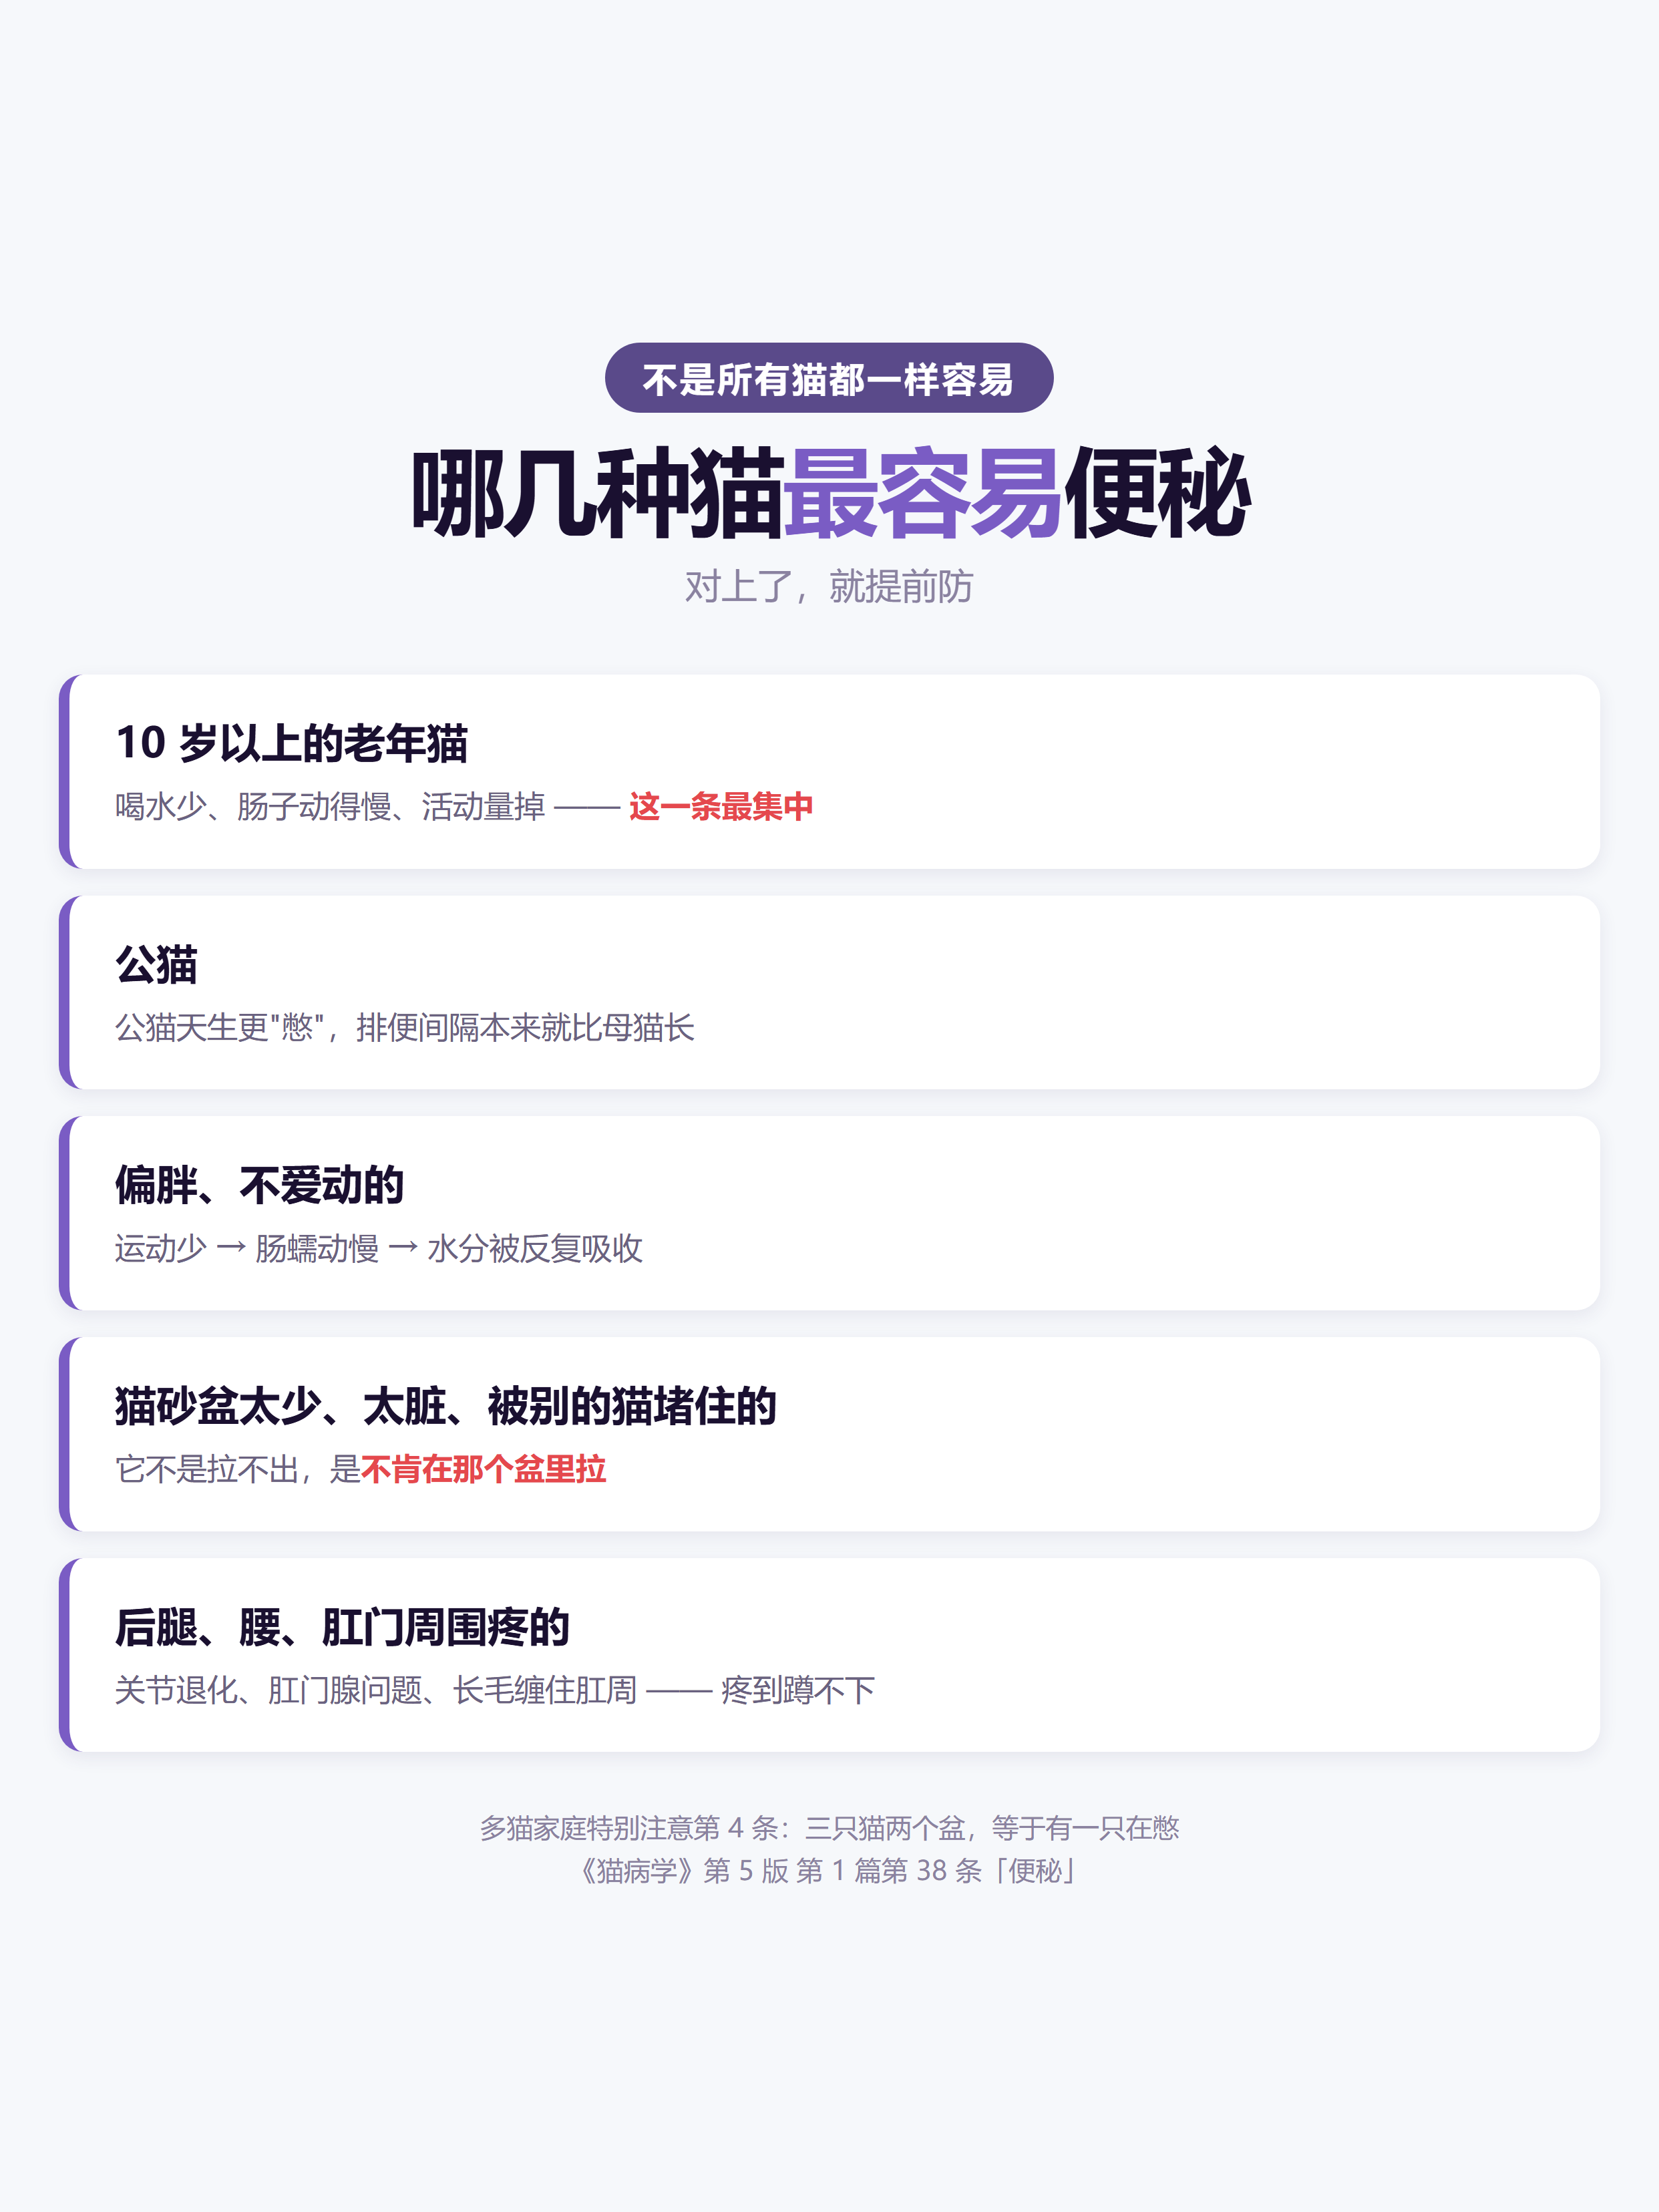 不是所有猫都一样容易
哪几种猫最容易便秘
对上了，就提前防
10 岁以上的老年猫
喝水少、肠子动得慢、活动量掉 —— 这一条最集中
公猫
公猫天生更"憋"，排便间隔本来就比母猫长
偏胖、不爱动的
运动少 → 肠蠕动慢 → 水分被反复吸收
猫砂盆太少、太脏、被别的猫堵住的
它不是拉不出，是不肯在那个盆里拉
后腿、腰、肛门周围疼的
关节退化、肛门腺问题、长毛缠住肛周 —— 疼到蹲不下
多猫家庭特别注意第 4 条：三只猫两个盆，等于有一只在憋
《猫病学》第 5 版 第 1 篇第 38 条「便秘」